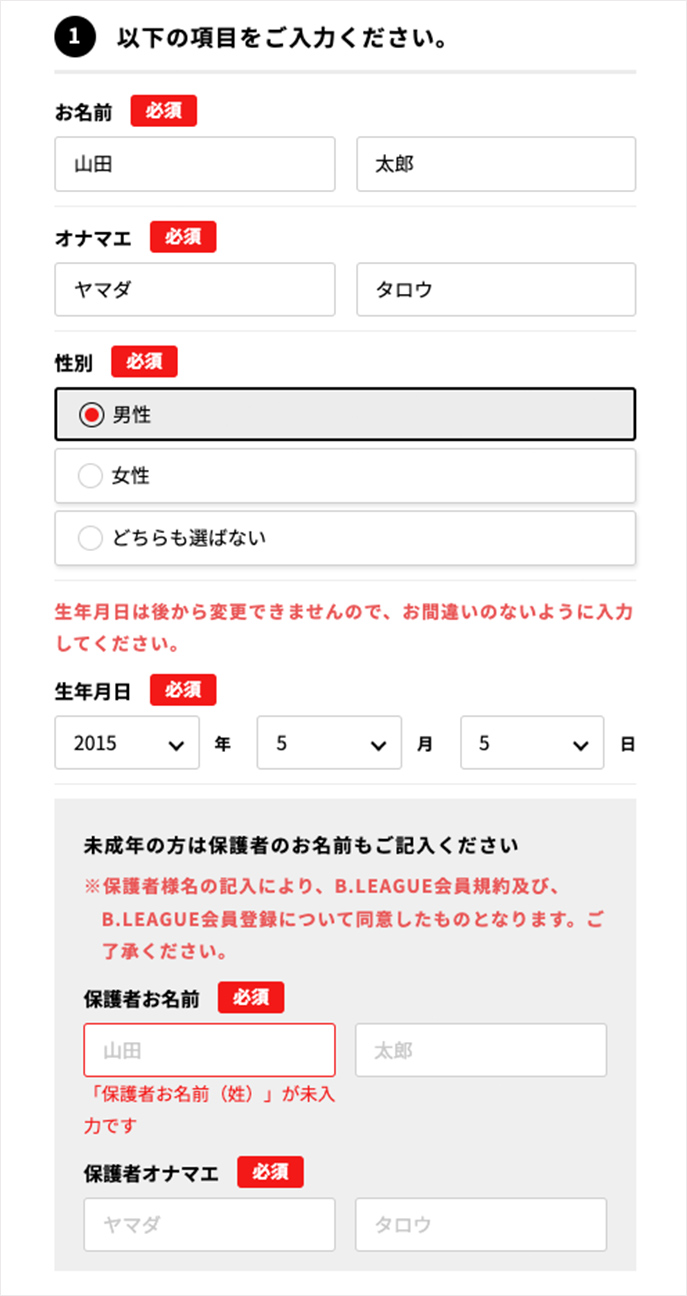 1 以下の項目をご入力ください。
お名前 必須
山田 太郎
オナマエ 必須
ヤマダ タロウ
性別 必須
男性
女性
どちらも選ばない
生年月日は後から変更できませんので、お間違いのないように入力
してください。
生年月日 必須
2015 年 5 月 5 日
未成年の方は保護者のお名前もご記入ください
※保護者様名の記入により、B.LEAGUE会員規約及び、
B.LEAGUE会員登録について同意したものとなります。ご
了承ください。
保護者お名前 必須
山田 太郎
「保護者お名前（姓）」が未入
力です
保護者オナマエ 必須
ヤマダ タロウ